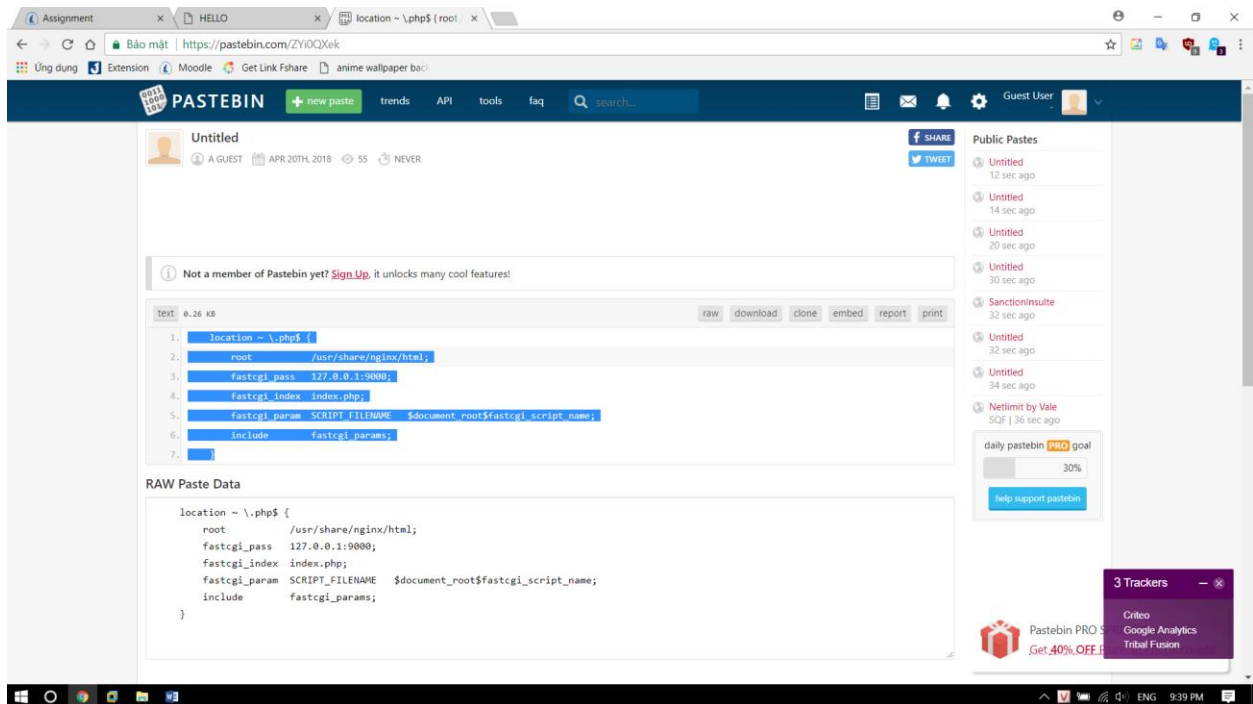 Assignment
HELLO
location ~ \.php$ { root /
Bảo mật | https://pastebin.com/ZYi0QXek
Ứng dụng Extension Moodle Get Link Fshare anime wallpaper back
PASTEBIN + new paste trends API tools faq search... Guest User
-
Untitled
A GUEST APR 20TH, 2018 55 NEVER
SHARE
TWEET
Not a member of Pastebin yet? Sign Up, it unlocks many cool features!
text 0.26 KB raw download clone embed report print
1. location ~ \.php$ {
2. root /usr/share/nginx/html;
3. fastcgi_pass 127.0.0.1:9000;
4. fastcgi_index index.php;
5. fastcgi_param SCRIPT_FILENAME $document_root$fastcgi_script_name;
6. include fastcgi_params;
7. }
RAW Paste Data
location ~ \.php$ {
root /usr/share/nginx/html;
fastcgi_pass 127.0.0.1:9000;
fastcgi_index index.php;
fastcgi_param SCRIPT_FILENAME $document_root$fastcgi_script_name;
include fastcgi_params;
}
Public Pastes
Untitled
12 sec ago
Untitled
14 sec ago
Untitled
20 sec ago
Untitled
30 sec ago
SanctionInsulte
32 sec ago
Untitled
32 sec ago
Untitled
34 sec ago
Netlimit by Vale
SQF | 36 sec ago
daily pastebin PRO goal
30%
help support pastebin
3 Trackers
Criteo
Google Analytics
Tribal Fusion
Pastebin PRO
Get 40% OFF
ENG 9:39 PM